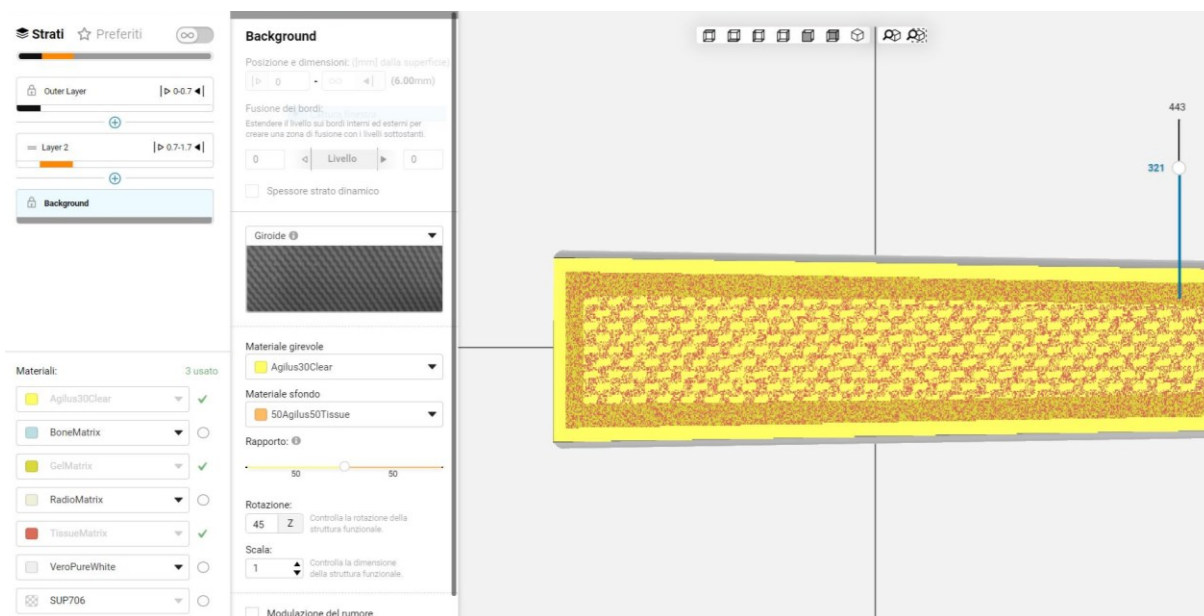 Strati Preferiti
Outer Layer 0-0.7
Layer 2 0.7-1.7
Background
Materiali: 3 usato
Agilus30Clear
BoneMatrix
GelMatrix
RadioMatrix
TissueMatrix
VeroPureWhite
SUP706
Background
Posizione e dimensioni: ([mm] dalla superficie)
0 - ∞ (6.00mm)
Fusione dei bordi:
Estendere il livello sui bordi interni ed esterni per
creare una zona di fusione con i livelli sottostanti.
0 Livello 0
Spessore strato dinamico
Giroide
Materiale girevole
Agilus30Clear
Materiale sfondo
50Agilus50Tissue
Rapporto:
50 50
Rotazione:
45 Z Controlla la rotazione della
struttura funzionale.
Scala:
1 Controlla la dimensione
della struttura funzionale.
Modulazione del rumore
443
321